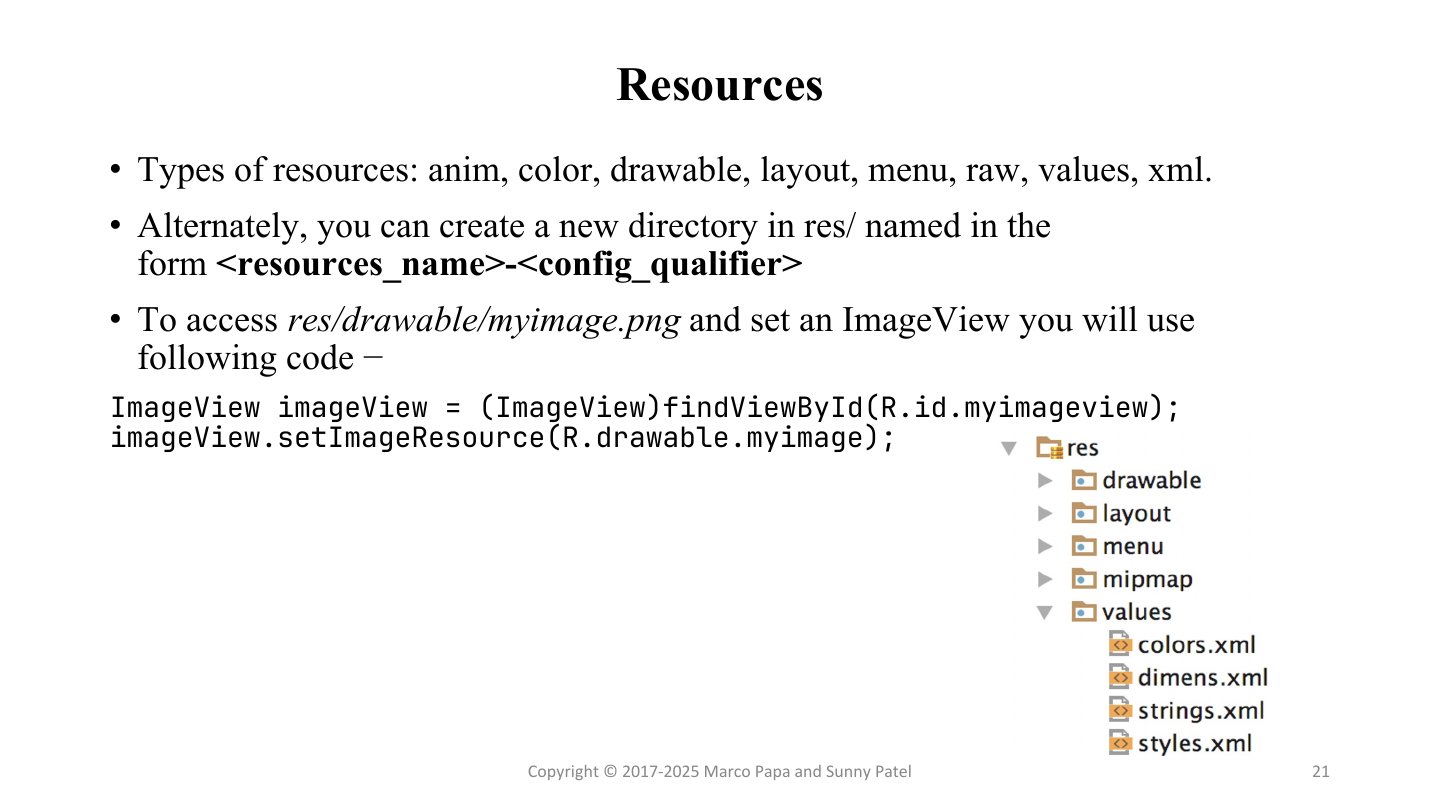 Resources
• Types of resources: anim, color, drawable, layout, menu, raw, values, xml.
• Alternately, you can create a new directory in res/ named in the
form <resources_name>-<config_qualifier>
• To access res/drawable/myimage.png and set an ImageView you will use
following code −
ImageView imageView = (ImageView)findViewById(R.id.myimageview);
imageView.setImageResource(R.drawable.myimage);
res
drawable
layout
menu
mipmap
values
colors.xml
dimens.xml
strings.xml
styles.xml
Copyright © 2017-2025 Marco Papa and Sunny Patel
21